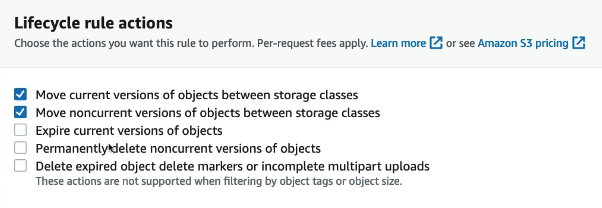 Lifecycle rule actions
Choose the actions you want this rule to perform. Per-request fees apply. Learn more or see Amazon S3 pricing
Move current versions of objects between storage classes
Move noncurrent versions of objects between storage classes
Expire current versions of objects
Permanently delete noncurrent versions of objects
Delete expired object delete markers or incomplete multipart uploads
These actions are not supported when filtering by object tags or object size.